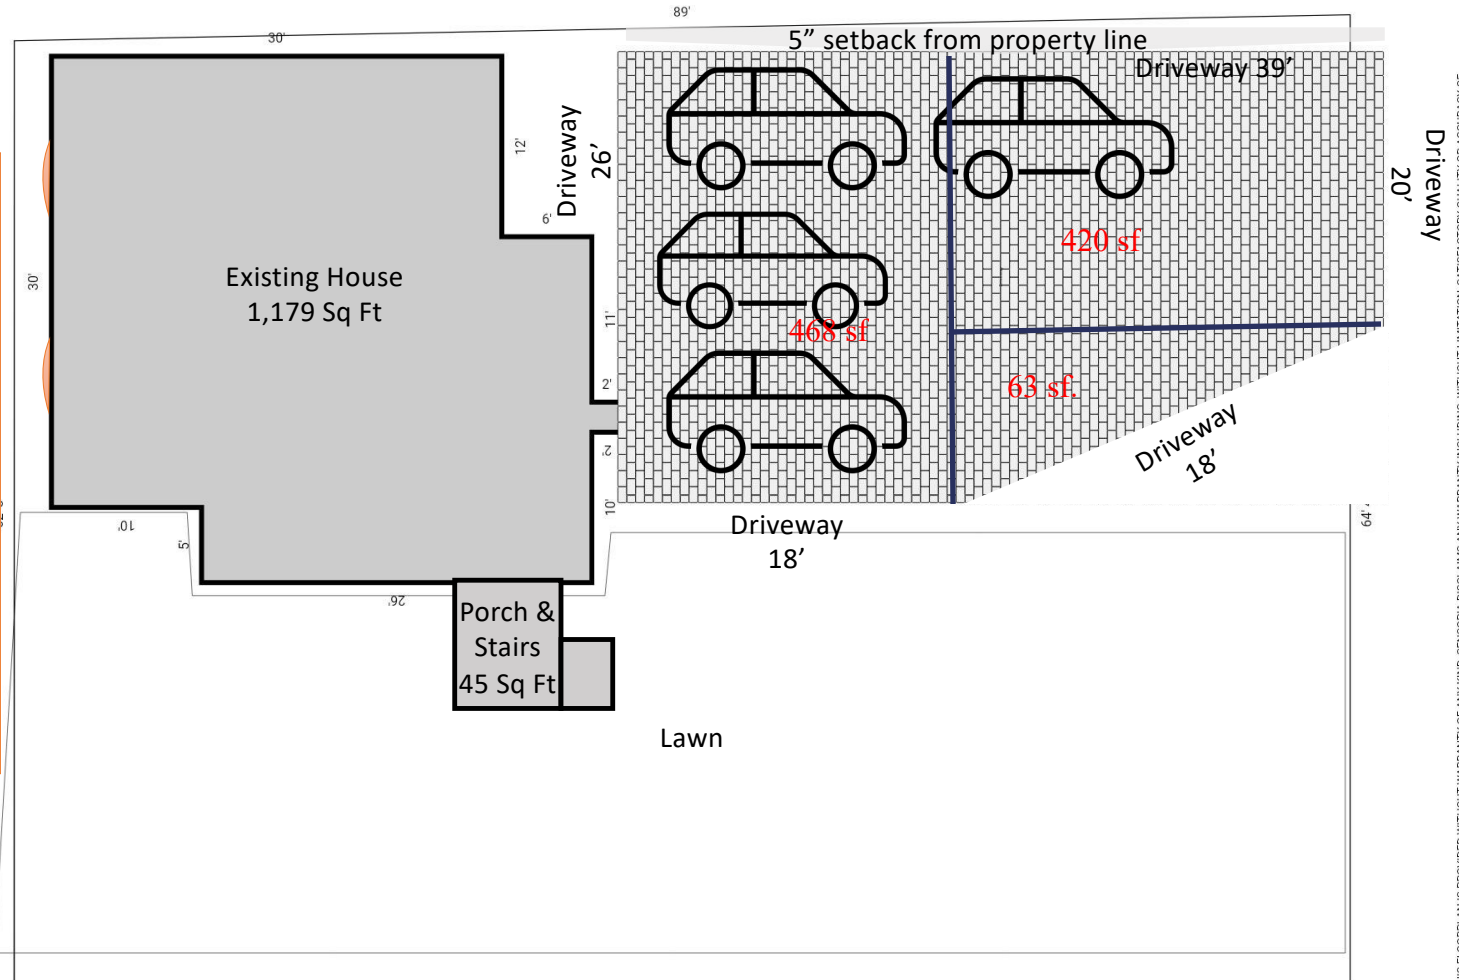 89'
30'
5” setback from property line
Driveway 39’
12'
Driveway
26’
Driveway
20’
6'
420 sf
Existing House
1,179 Sq Ft
30'
11'
468 sf
2'
63 sf.
Driveway
18’
2'
10'
64'
10'
5'
Driveway
18’
26'
Porch &
Stairs
45 Sq Ft
Lawn